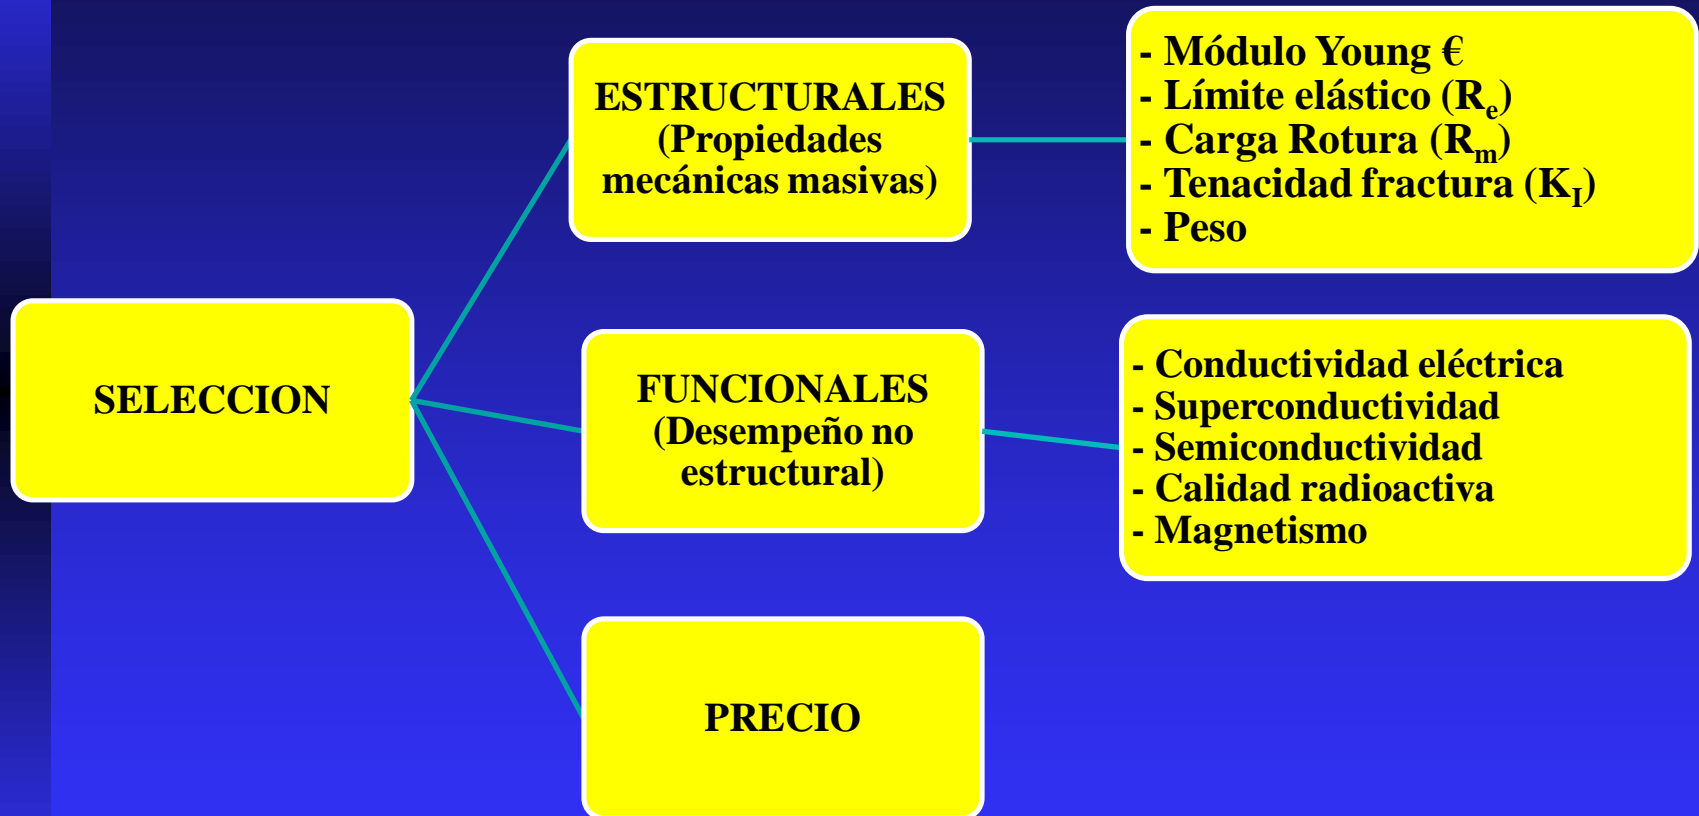 SELECCION
ESTRUCTURALES
(Propiedades
mecánicas masivas)
- Módulo Young €
- Límite elástico (Re)
- Carga Rotura (Rm)
- Tenacidad fractura (KI)
- Peso
FUNCIONALES
(Desempeño no
estructural)
- Conductividad eléctrica
- Superconductividad
- Semiconductividad
- Calidad radioactiva
- Magnetismo
PRECIO